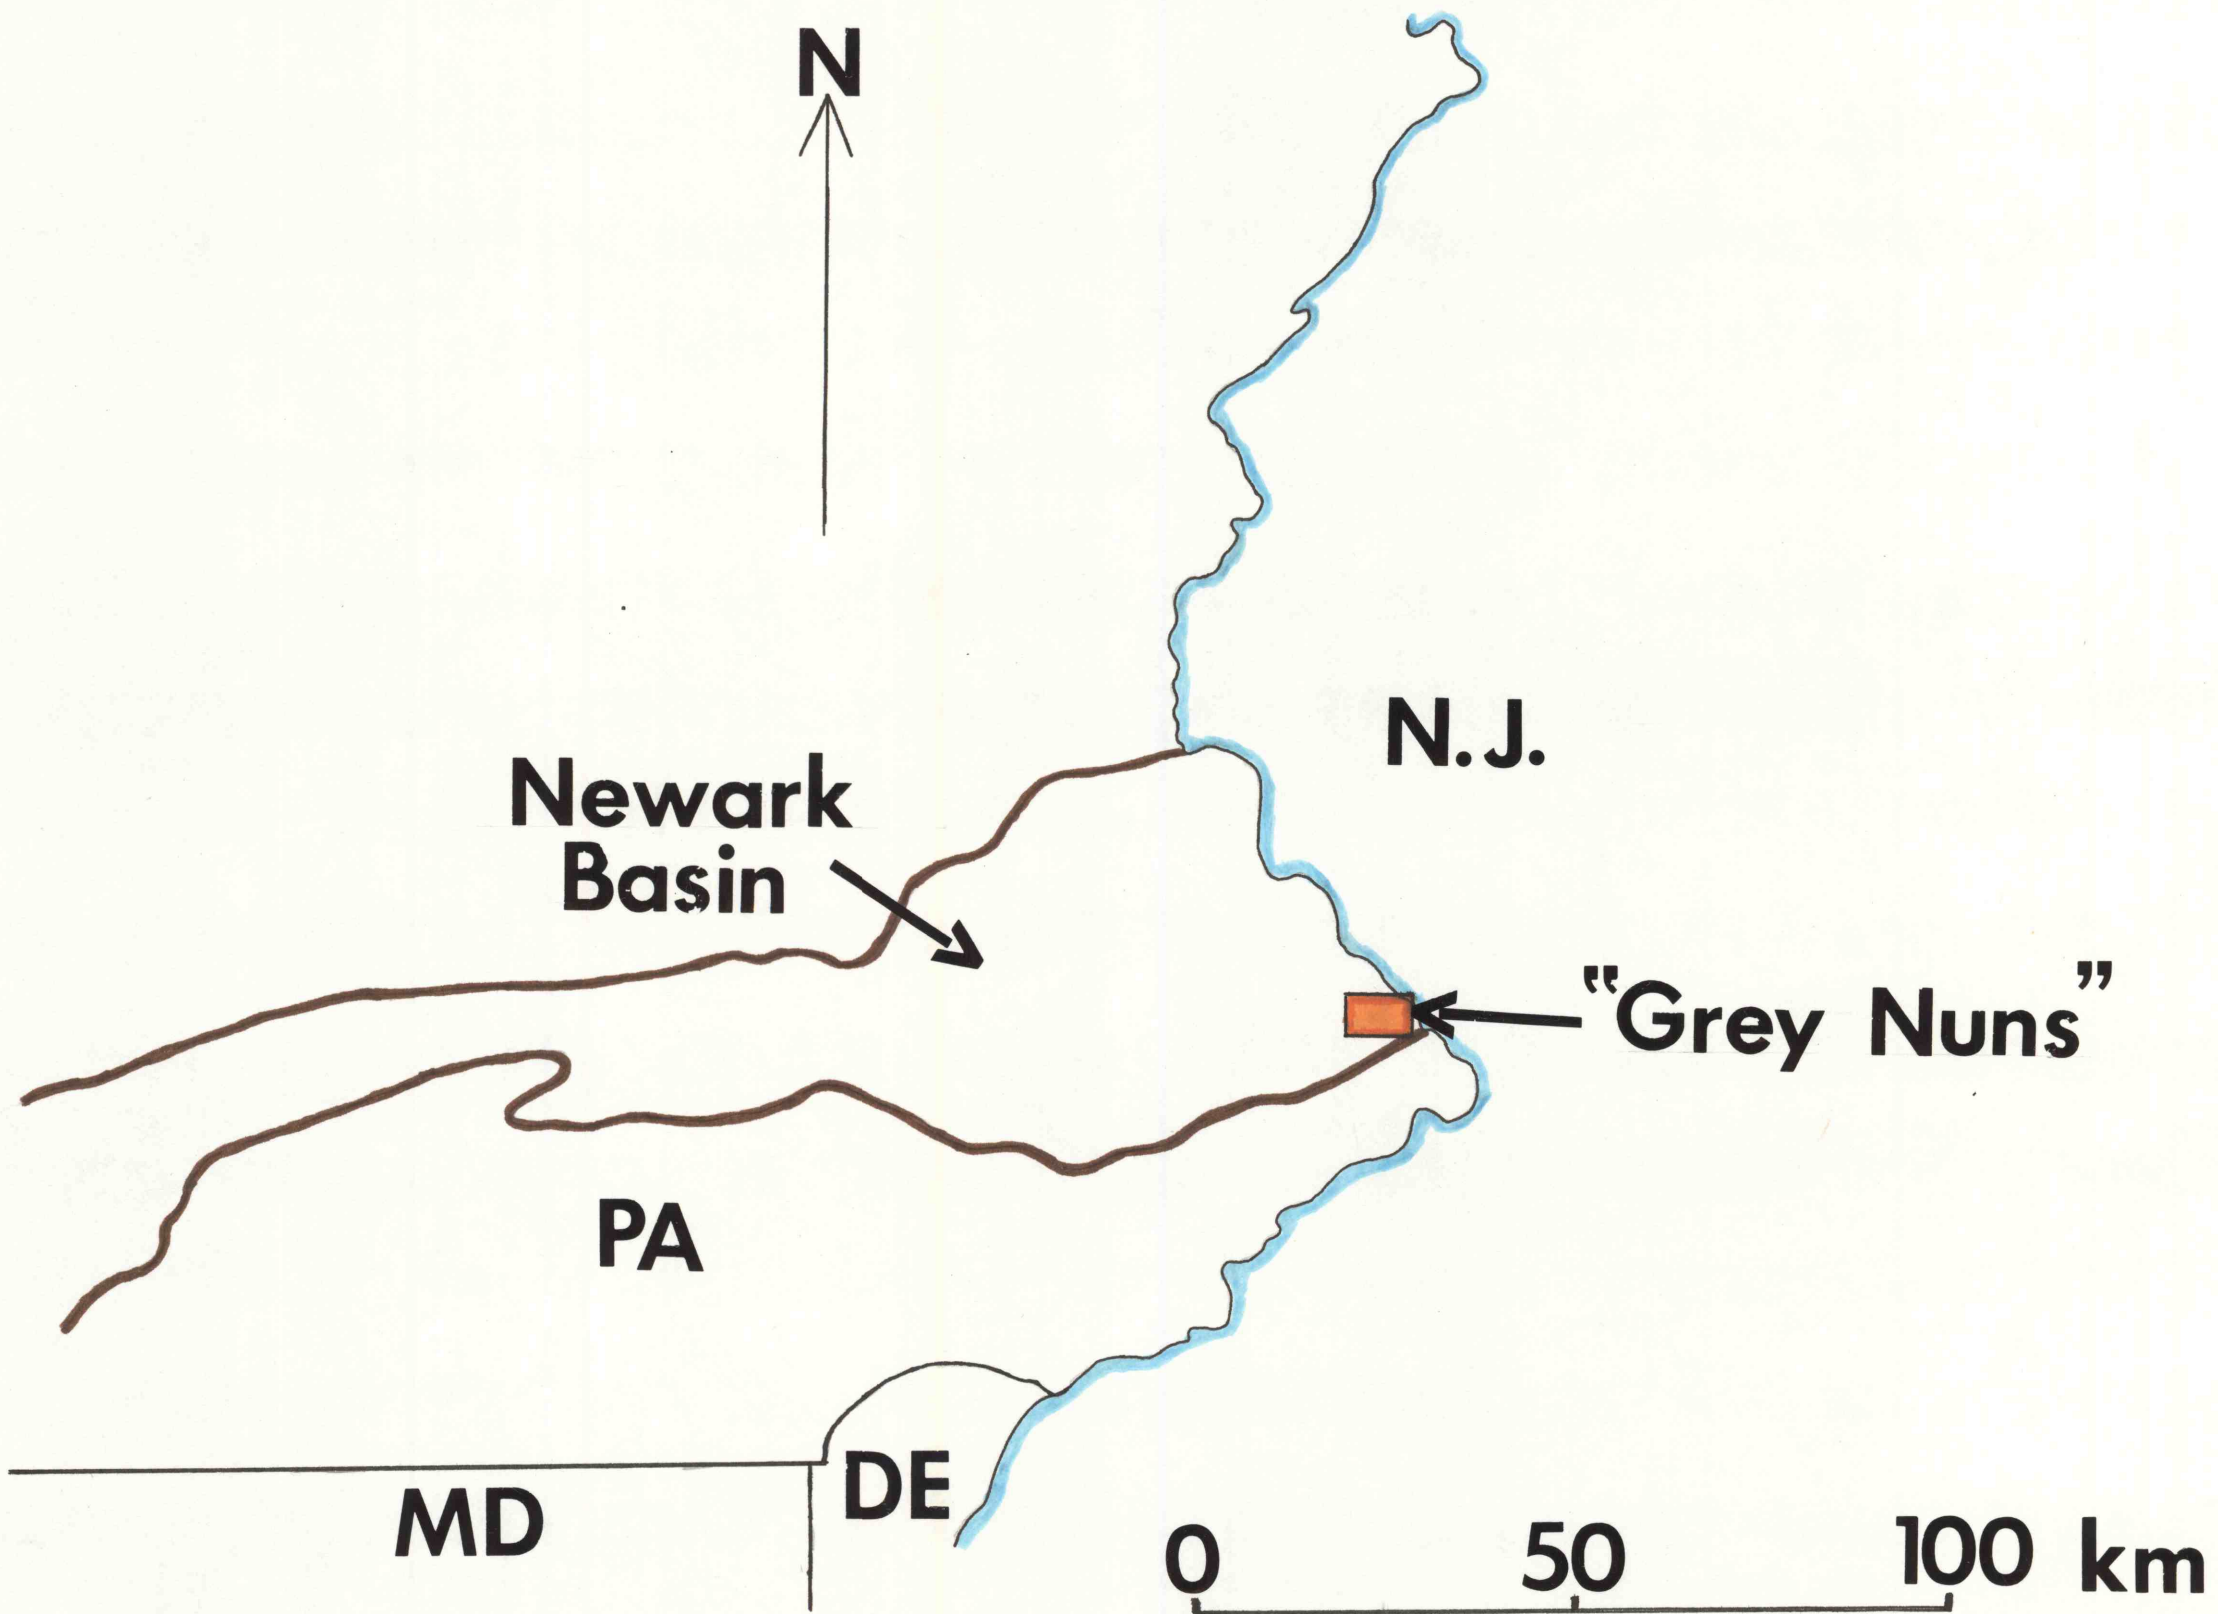 N
N.J.
Newark
Basin
“Grey Nuns”
PA
DE
MD
0 50 100 km